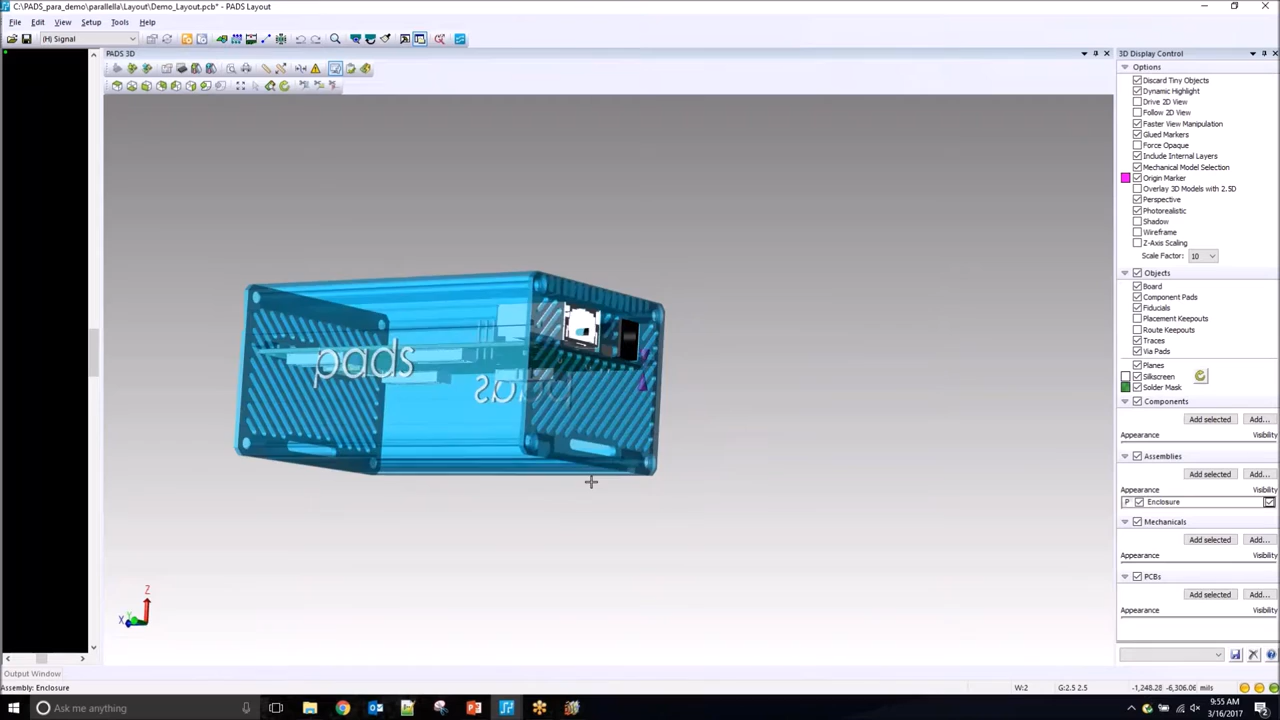 C:\PADS_para_demo\parallella\Layout\Demo_Layout.pcb* - PADS Layout
File Edit View Setup Tools Help
(H) Signal
PADS 3D
3D Display Control
Options
Discard Tiny Objects
Dynamic Highlight
Drive 2D View
Follow 2D View
Faster View Manipulation
Glued Markers
Force Opaque
Include Internal Layers
Mechanical Model Selection
Origin Marker
Overlay 3D Models with 2.5D
Perspective
Photorealistic
Shadow
Wireframe
Z-Axis Scaling
Scale Factor: 10
Objects
Board
Component Pads
Fiducials
Placement Keepouts
Route Keepouts
Traces
Via Pads
Planes
Silkscreen
Solder Mask
Components
Add selected Add...
Appearance Visibility
Assemblies
Add selected Add...
Appearance Visibility
P Enclosure
Mechanicals
Add selected Add...
Appearance Visibility
PCBs
Add selected Add...
Appearance Visibility
pads
pads
Z
X Y
Output Window
Assembly: Enclosure
W:2 G:2.5 2.5 -1,248.28 -6,306.06 mils
Ask me anything
9:55 AM
3/16/2017